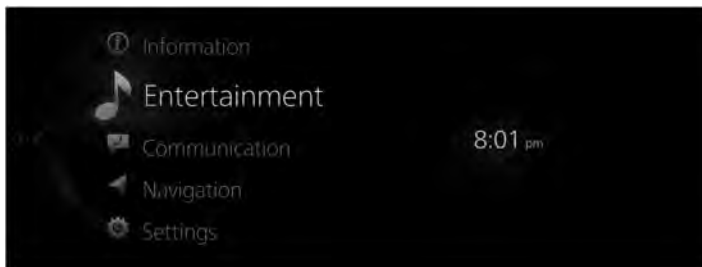 Information
Entertainment
Communication
8:01 pm
Navigation
Settings